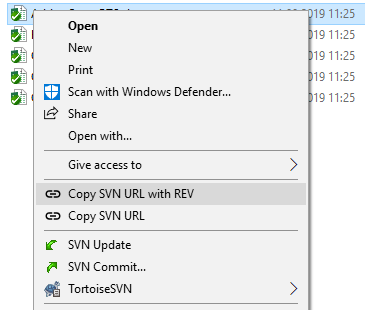 2019 11:25
Open
2019 11:25
New
2019 11:25
Print
2019 11:25
Scan with Windows Defender...
2019 11:25
Share
Open with...
Give access to
Copy SVN URL with REV
Copy SVN URL
SVN Update
SVN Commit...
TortoiseSVN